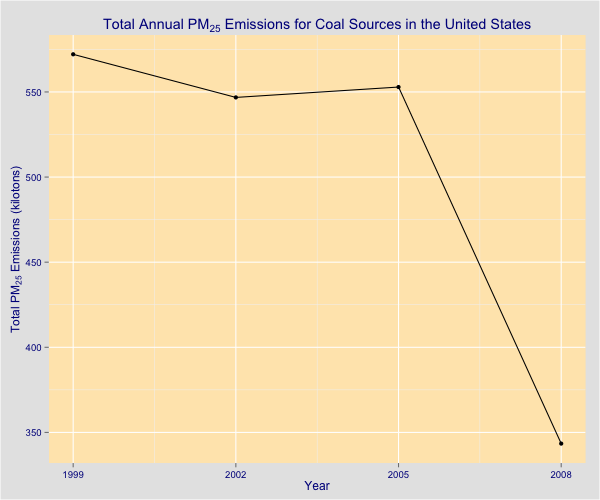 Total Annual PM₂₅ Emissions for Coal Sources in the United States
Total PM₂₅ Emissions (kilotons)
550
500
450
400
350
1999 2002 2005 2008
Year